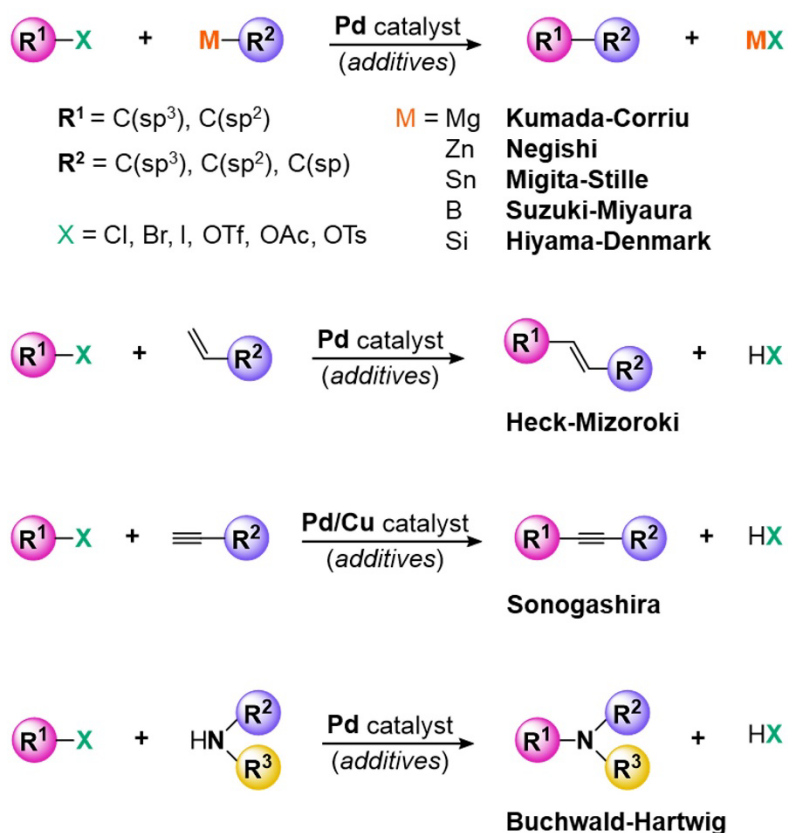 R¹–X + M–R² Pd catalyst (additives) R¹–R² + MX
R¹ = C(sp³), C(sp²)
R² = C(sp³), C(sp²), C(sp)
X = Cl, Br, I, OTf, OAc, OTs
M = Mg Kumada-Corriu
Zn Negishi
Sn Migita-Stille
B Suzuki-Miyaura
Si Hiyama-Denmark
R¹–X + R² Pd catalyst (additives) R¹ R² + HX
Heck-Mizoroki
R¹–X + R² Pd/Cu catalyst (additives) R¹ R² + HX
Sonogashira
R¹–X + HN R² R³ Pd catalyst (additives) R¹–N R² R³ + HX
Buchwald-Hartwig